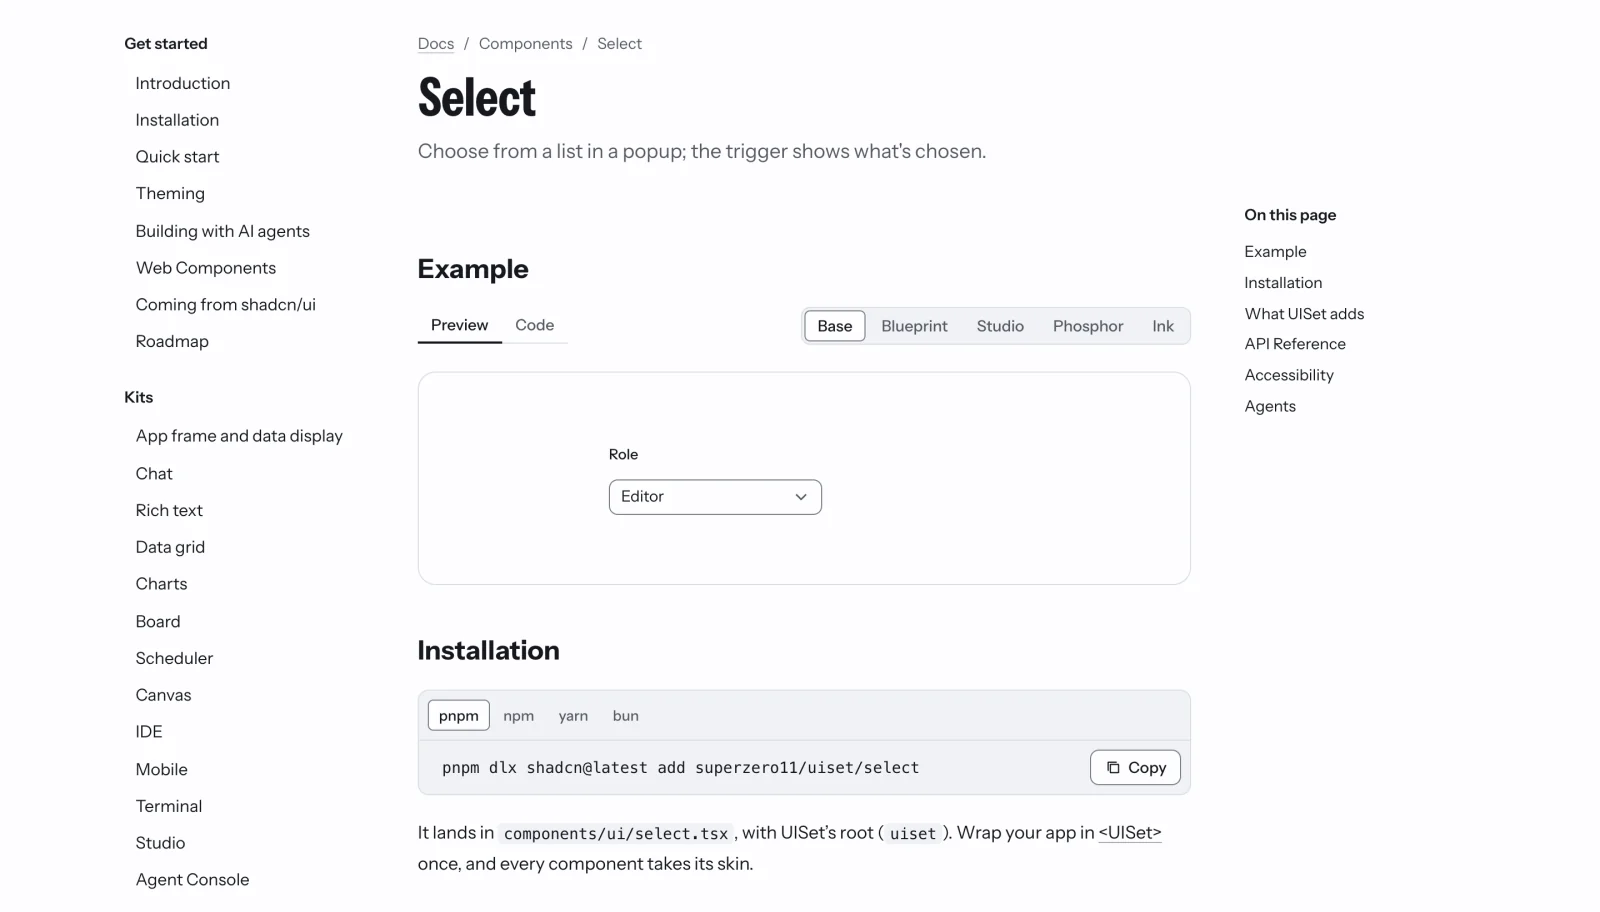 Get started
Introduction
Installation
Quick start
Theming
Building with AI agents
Web Components
Coming from shadcn/ui
Roadmap
Kits
App frame and data display
Chat
Rich text
Data grid
Charts
Board
Scheduler
Canvas
IDE
Mobile
Terminal
Studio
Agent Console
Docs / Components / Select
Select
Choose from a list in a popup; the trigger shows what's chosen.
Example
Preview Code
Base Blueprint Studio Phosphor Ink
Role
Editor
Installation
pnpm npm yarn bun
pnpm dlx shadcn@latest add superzero11/uiset/select
Copy
It lands in components/ui/select.tsx, with UISet’s root (uiset). Wrap your app in <UISet>
once, and every component takes its skin.
On this page
Example
Installation
What UISet adds
API Reference
Accessibility
Agents